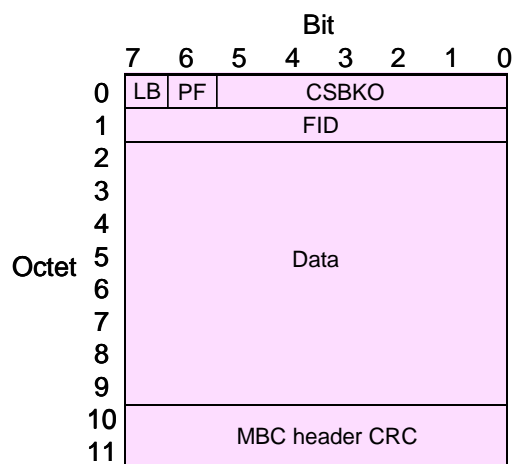 Bit
7 6 5 4 3 2 1 0
0 LB PF CSBKO
1 FID
2
3
4
Octet 5 Data
6
7
8
9
10
MBC header CRC
11